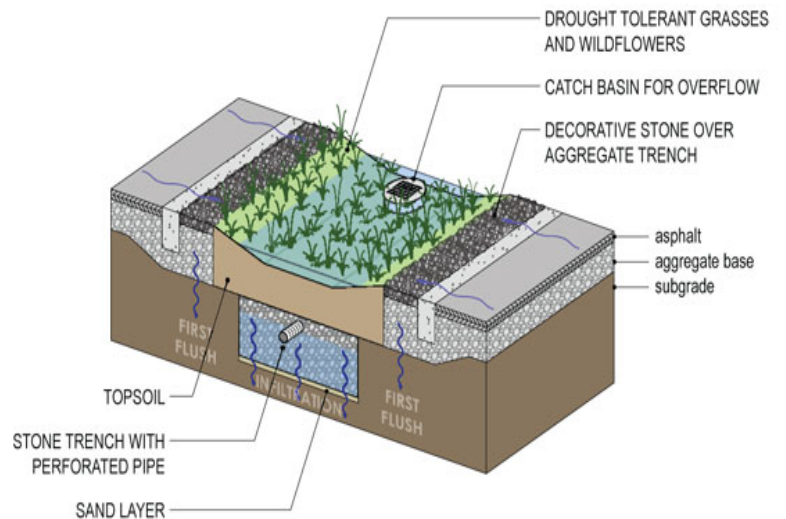 DROUGHT TOLERANT GRASSES
AND WILDFLOWERS
CATCH BASIN FOR OVERFLOW
DECORATIVE STONE OVER
AGGREGATE TRENCH
asphalt
aggregate base
subgrade
FIRST
FLUSH
INFILTRATION
FIRST
FLUSH
TOPSOIL
STONE TRENCH WITH
PERFORATED PIPE
SAND LAYER